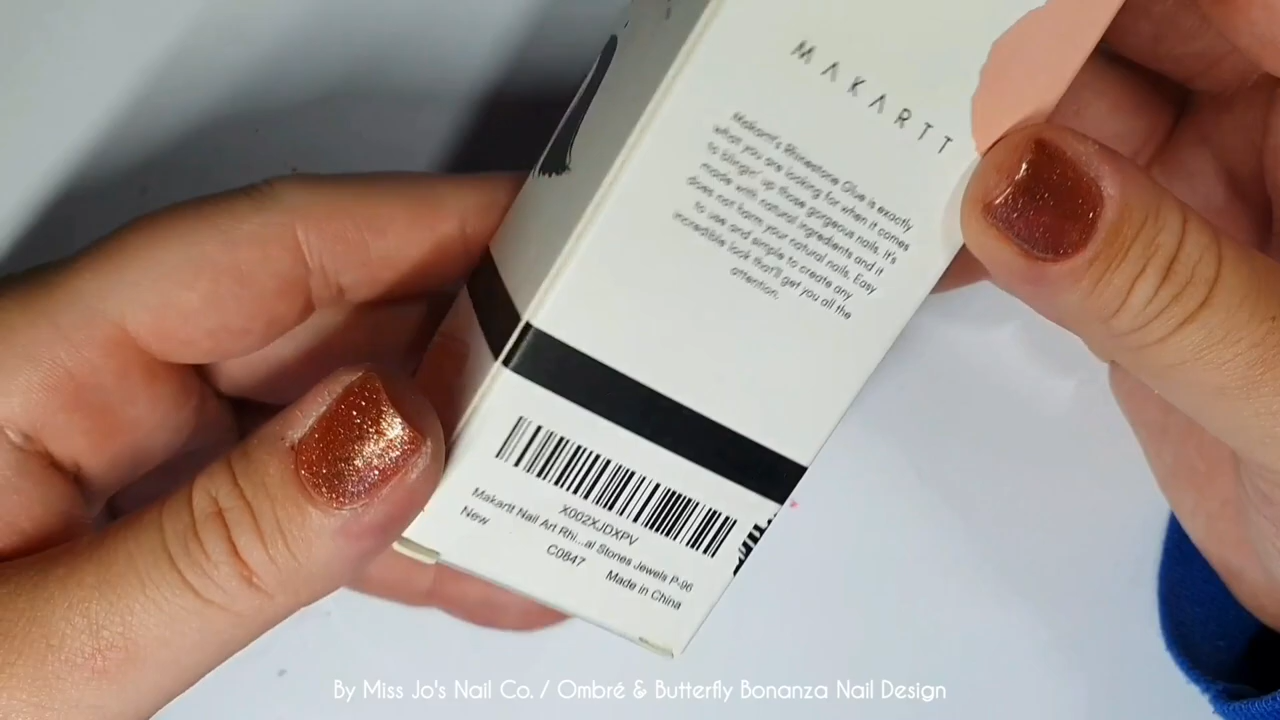 MAKARTT
Makartt's Rhinestone Glue is exactly
what you are looking for when it comes
to blingin' up those gorgeous nails. It's
made with natural ingredients and it
does not harm your natural nails. Easy
to use and simple to create any
incredible look that'll get you all the
attention.
X002XJDXPV
Makartt Nail Art Rhi...al Stones Jewels P-96
New
C0847
Made in China
By Miss Jo's Nail Co. / Ombré & Butterfly Bonanza Nail Design